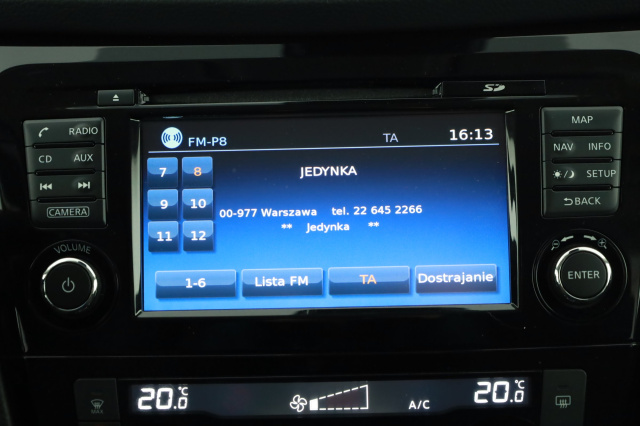 SD
RADIO
CD AUX
CAMERA
VOLUME
FM-P8 TA 16:13
7 8 JEDYNKA
9 10
00-977 Warszawa tel. 22 645 2266
11 12 ** Jedynka **
1-6 Lista FM TA Dostrajanie
MAP
NAV INFO
SETUP
BACK
ENTER
20.0 °C A/C 20.0 °C